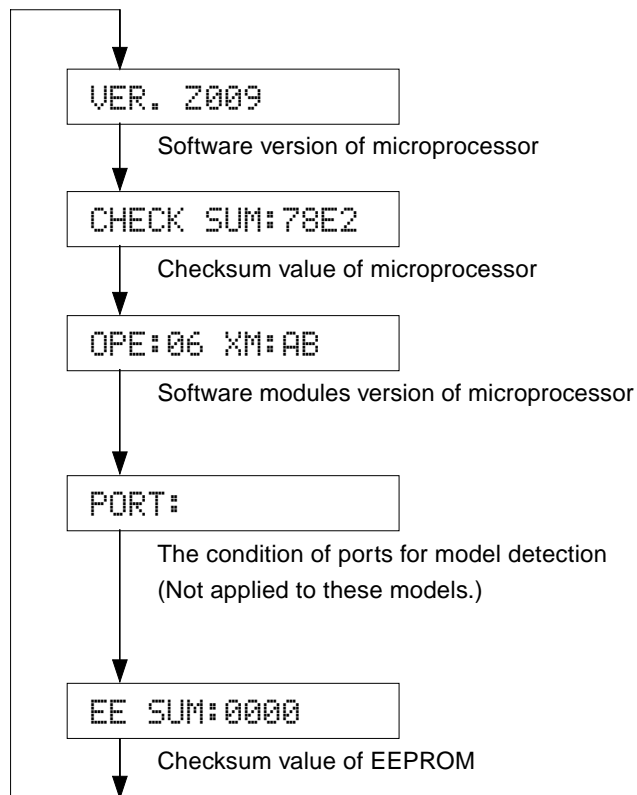 VER. Z009
Software version of microprocessor
CHECK SUM:78E2
Checksum value of microprocessor
OPE:06 XM:AB
Software modules version of microprocessor
PORT:
The condition of ports for model detection
(Not applied to these models.)
EE SUM:0000
Checksum value of EEPROM